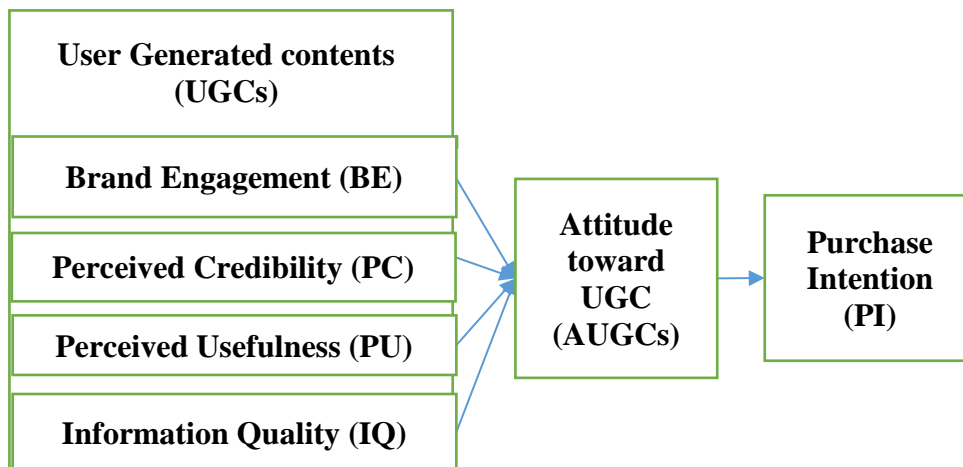 User Generated contents
(UGCs)
Brand Engagement (BE)
Perceived Credibility (PC)
Perceived Usefulness (PU)
Information Quality (IQ)
Attitude
toward
UGC
(AUGCs)
Purchase
Intention
(PI)